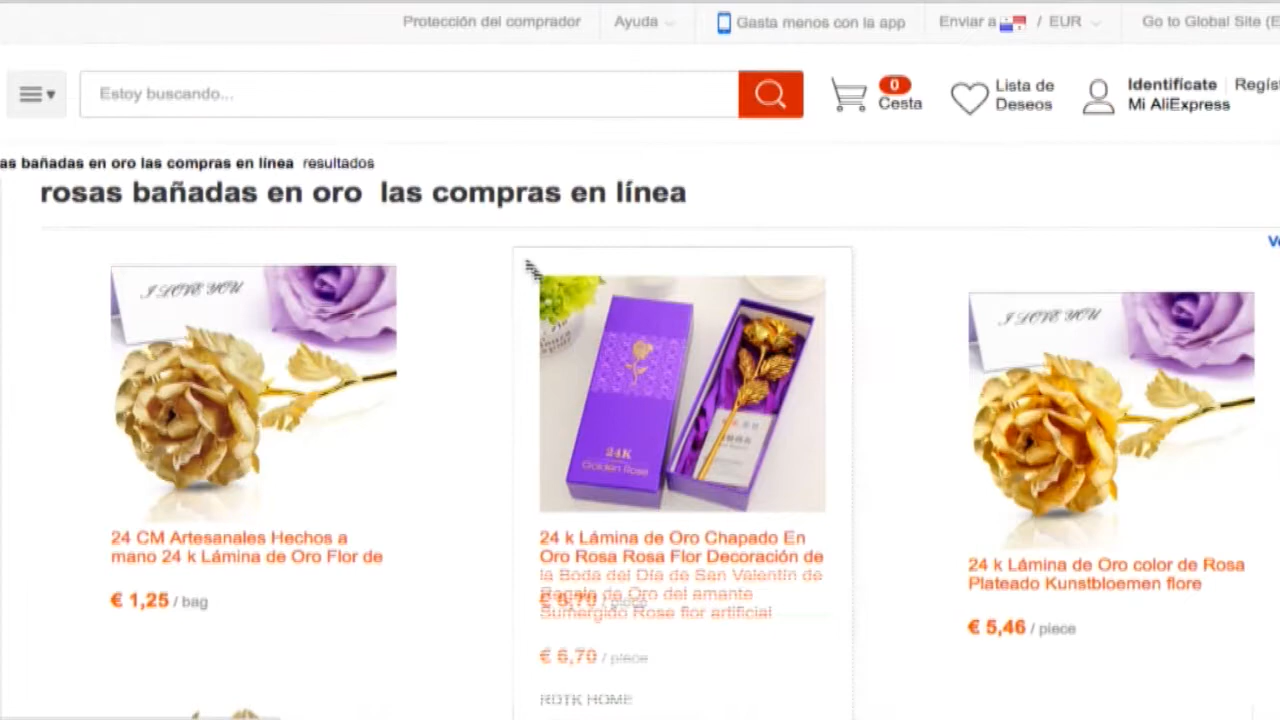 Protección del comprador
Ayuda
Gasta menos con la app
Enviar a / EUR
Go to Global Site (E
Estoy buscando...
0
Cesta
Lista de
Deseos
Identifícate
Regíst
Mi AliExpress
as bañadas en oro las compras en línea resultados
rosas bañadas en oro las compras en línea
I LOVE YOU
24K
Golden Rose
I LOVE YOU
24 CM Artesanales Hechos a
mano 24 k Lámina de Oro Flor de
€ 1,25 / bag
24 k Lámina de Oro Chapado En
Oro Rosa Rosa Flor Decoración de
la Boda del Día de San Valentín de
Regalo de Oro del amante
Sumergido Rose flor artificial
€ 6,70 / piece
RDTK HOME
24 k Lámina de Oro color de Rosa
Plateado Kunstbloemen flore
€ 5,46 / piece